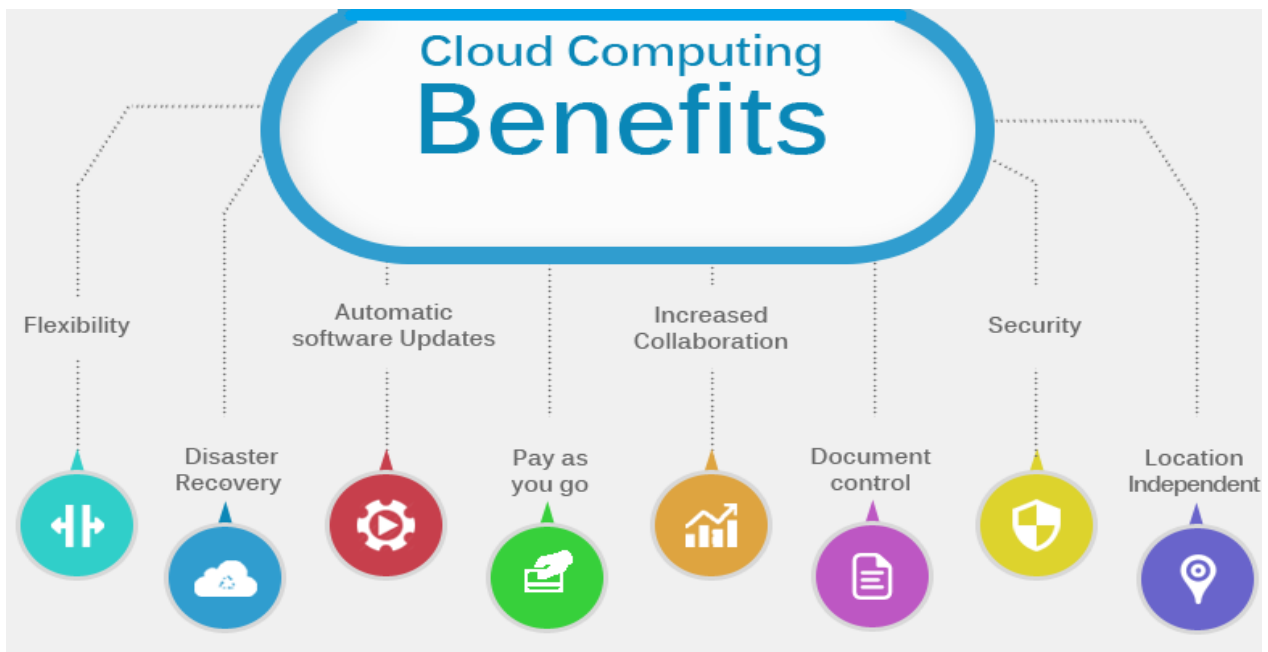 Cloud Computing
Benefits
Flexibility
Disaster
Recovery
Automatic
software Updates
Pay as
you go
Increased
Collaboration
Document
control
Security
Location
Independent